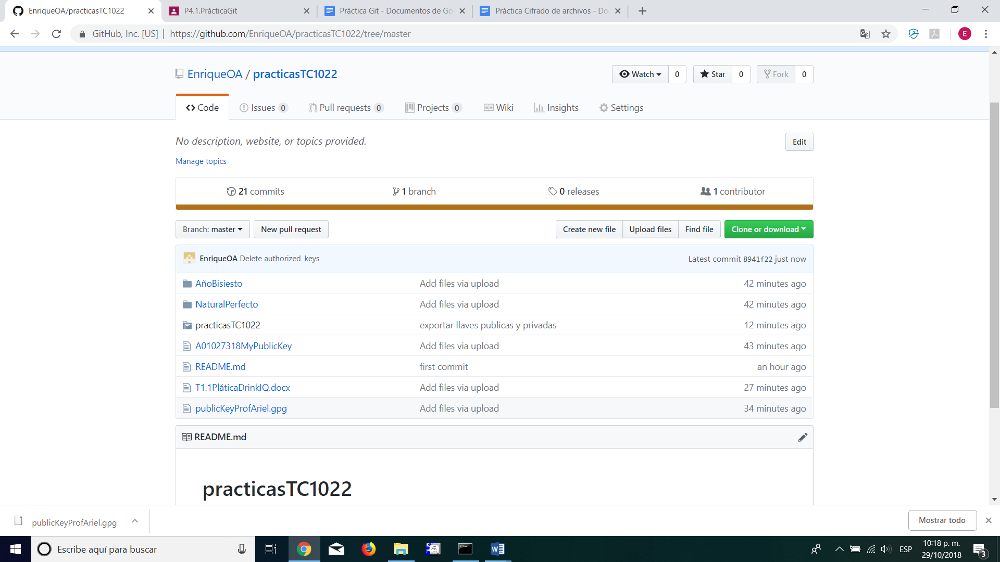 EnriqueOA/practicasTC1022
P4.1.PrácticaGit
Práctica Git - Documentos de Go
Práctica Cifrado de archivos - Do
GitHub, Inc. [US] | https://github.com/EnriqueOA/practicasTC1022/tree/master
E
EnriqueOA / practicasTC1022
Watch 0
Star 0
Fork 0
Code
Issues 0
Pull requests 0
Projects 0
Wiki
Insights
Settings
No description, website, or topics provided.
Edit
Manage topics
21 commits
1 branch
0 releases
1 contributor
Branch: master
New pull request
Create new file
Upload files
Find file
Clone or download
EnriqueOA Delete authorized_keys
Latest commit 8941f22 just now
AñoBisiesto Add files via upload 42 minutes ago
NaturalPerfecto Add files via upload 42 minutes ago
practicasTC1022 exportar llaves publicas y privadas 12 minutes ago
A01027318MyPublicKey Add files via upload 43 minutes ago
README.md first commit an hour ago
T1.1PláticaDrinkIQ.docx Add files via upload 27 minutes ago
publicKeyProfAriel.gpg Add files via upload 34 minutes ago
README.md
practicasTC1022
publicKeyProfAriel.gpg
Mostrar todo
Escribe aquí para buscar
ESP
10:18 p. m.
29/10/2018
3